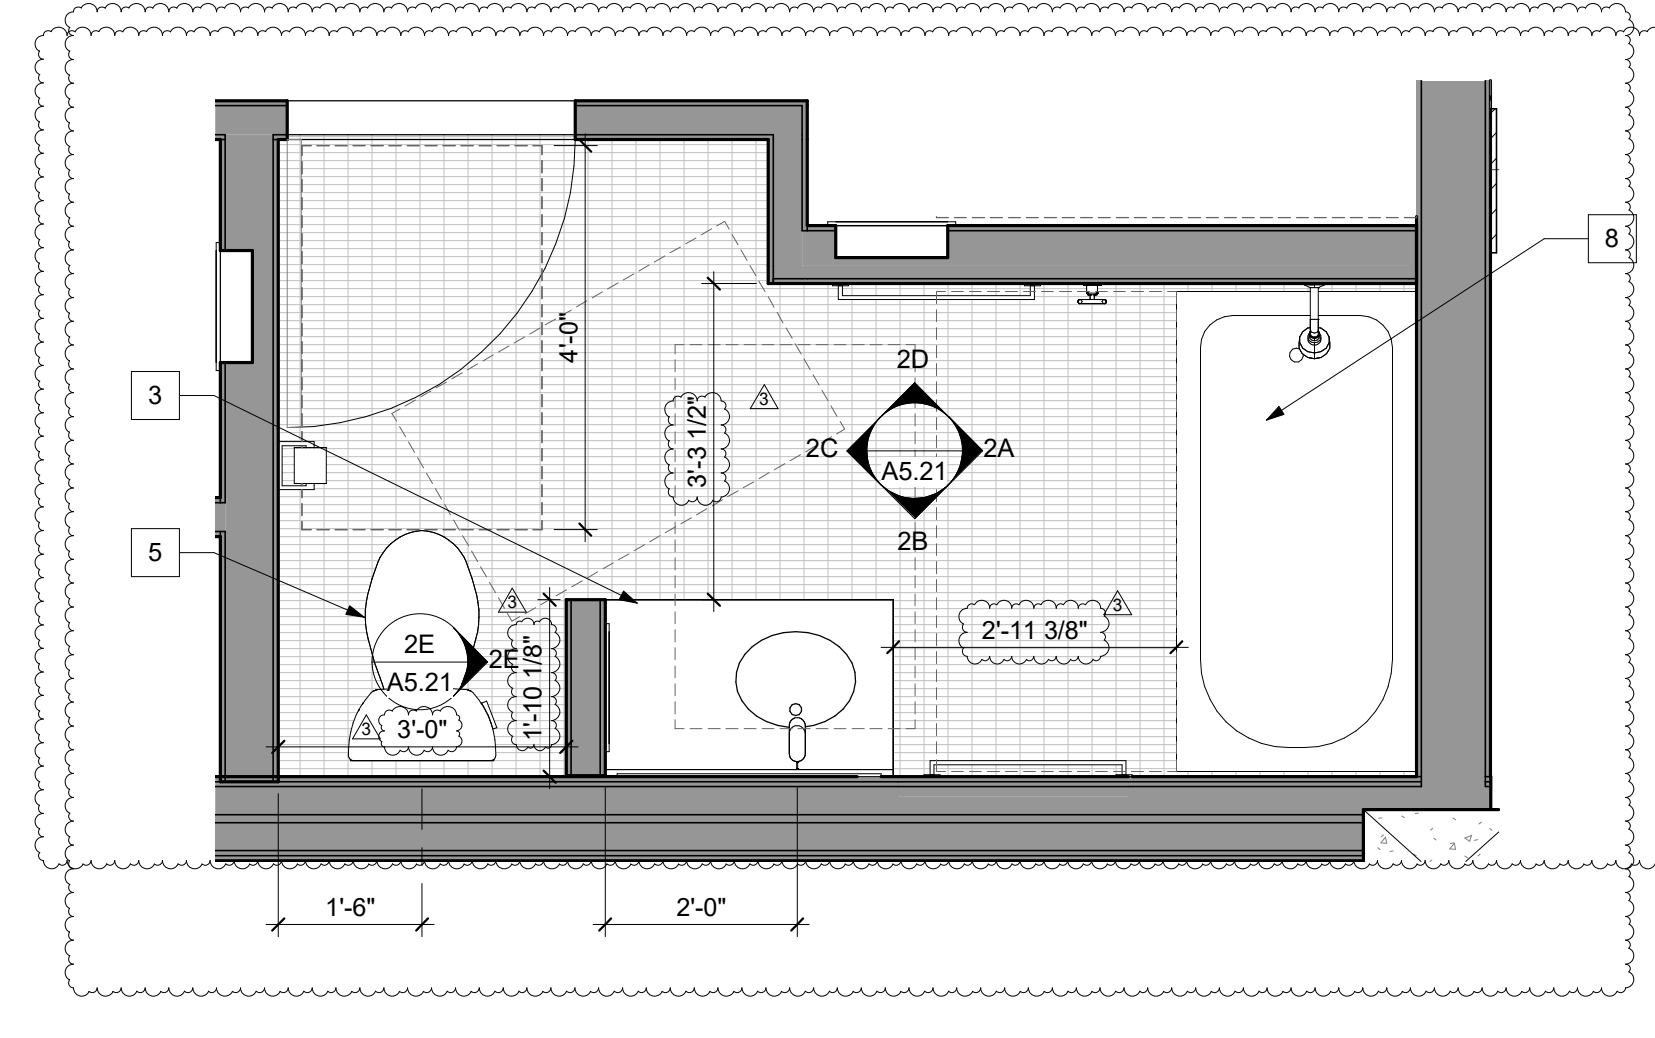 8
2D
4'-0"
3
3'-3 1/2"
3
2C
2A
A5.21
2B
5
3
3
2'-11 3/8"
2E
2E
A5.21
1'-10 1/8"
3
3'-0"
1'-6"
2'-0"